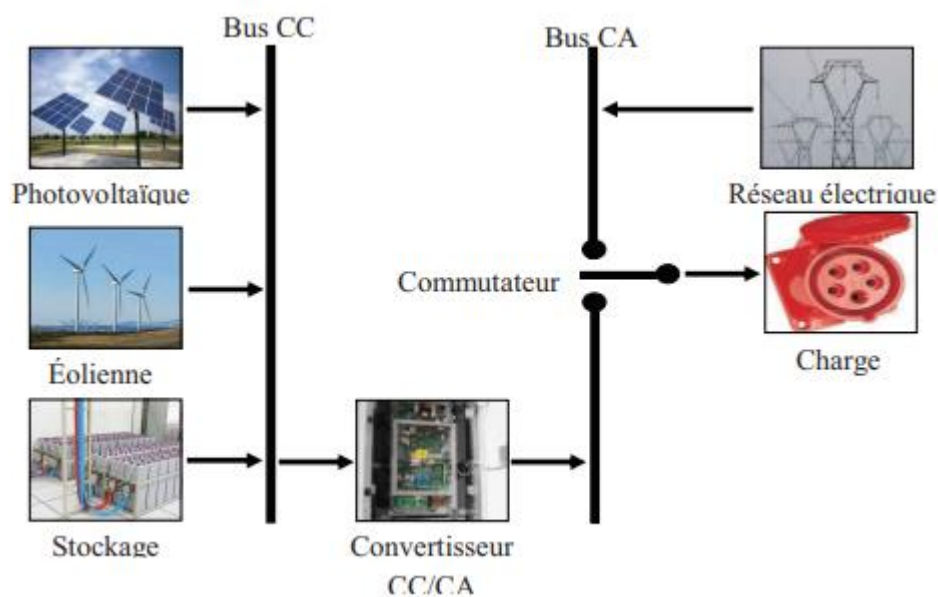 Bus CC
Bus CA
Photovoltaïque
Réseau électrique
Commutateur
Éolienne
Charge
Stockage
Convertisseur
CC/CA